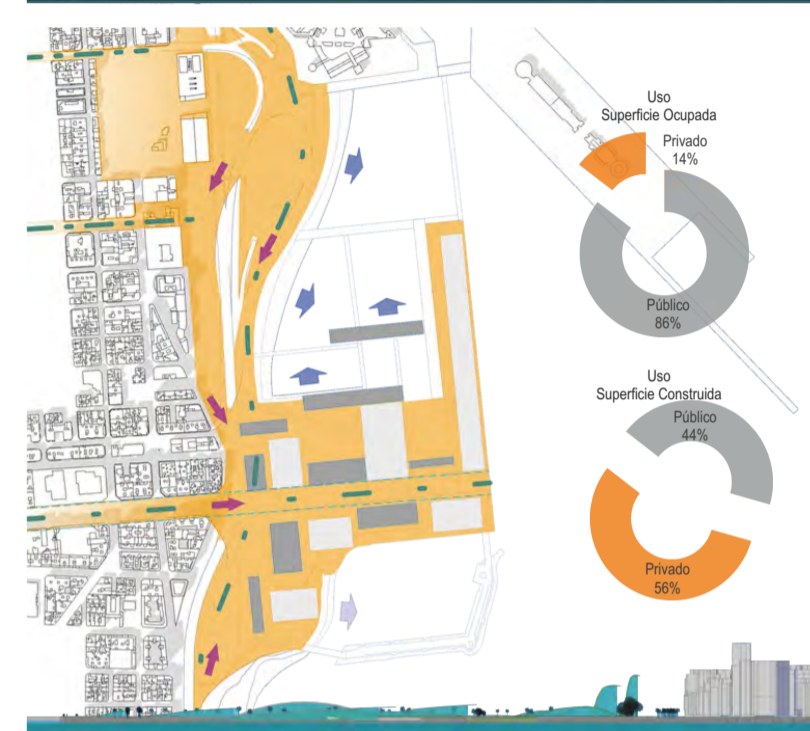 Uso
Superficie Ocupada
Privado
14%
Público
86%
Uso
Superficie Construida
Público
44%
Privado
56%